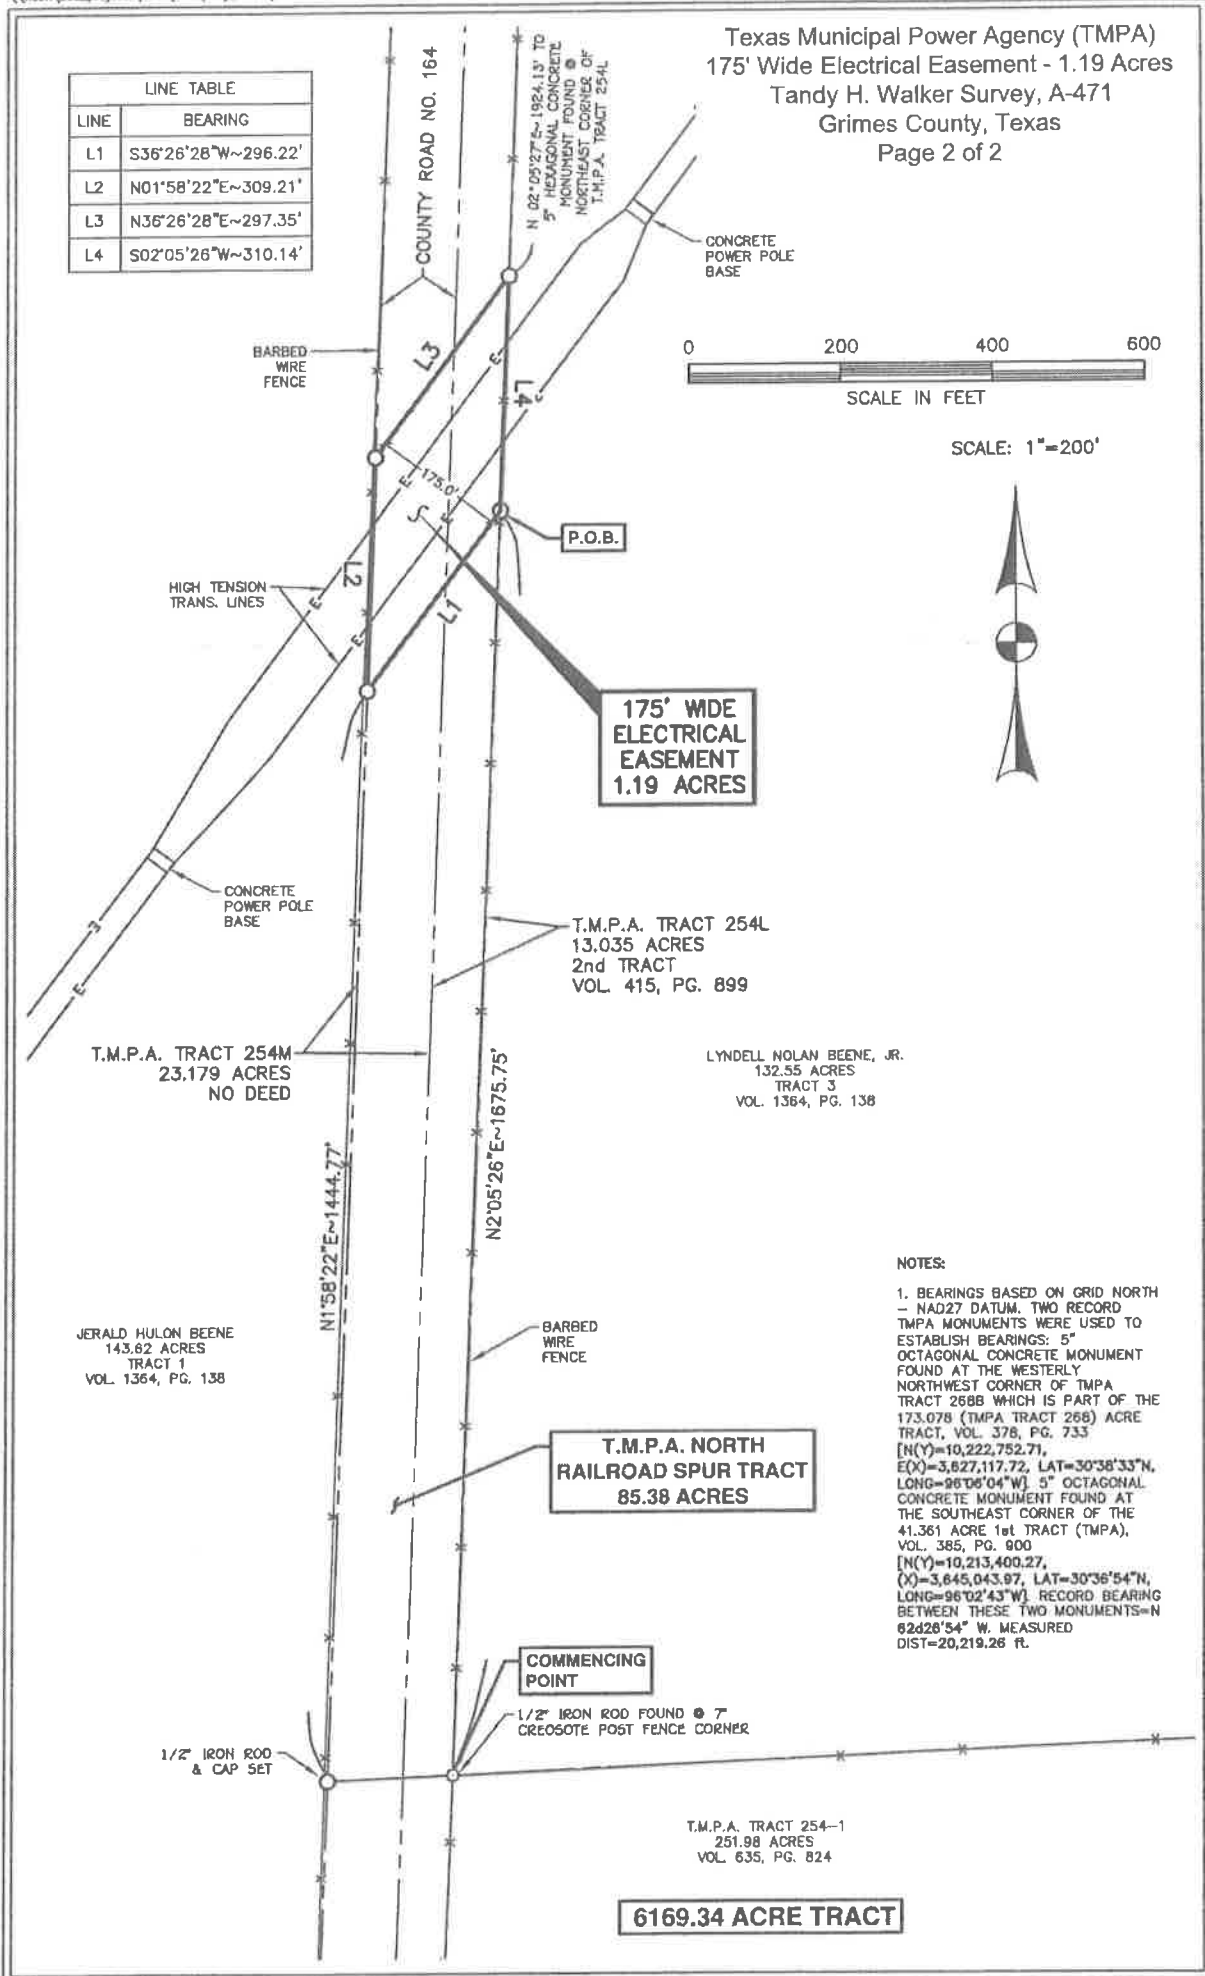 Texas Municipal Power Agency (TMPA)
175' Wide Electrical Easement - 1.19 Acres
Tandy H. Walker Survey, A-471
Grimes County, Texas
Page 2 of 2
LINE TABLE
LINE BEARING
L1 S36°26'28"W~296.22'
L2 N01°58'22"E~309.21'
L3 N36°26'28"E~297.35'
L4 S02°05'26"W~310.14'
COUNTY ROAD NO. 164
N 02°05'27"E~1924.13' TO
5" HEXAGONAL CONCRETE
MONUMENT FOUND @
NORTHEAST CORNER OF
T.M.P.A. TRACT 254L
CONCRETE
POWER POLE
BASE
BARBED
WIRE
FENCE
0 200 400 600
SCALE IN FEET
SCALE: 1"=200'
L3
L4
E
E
E
175.0'
E
P.O.B.
L2
L1
HIGH TENSION
TRANS. LINES
E
E
175' WIDE
ELECTRICAL
EASEMENT
1.19 ACRES
CONCRETE
POWER POLE
BASE
E
E
T.M.P.A. TRACT 254L
13.035 ACRES
2nd TRACT
VOL. 415, PG. 899
T.M.P.A. TRACT 254M
23.179 ACRES
NO DEED
LYNDELL NOLAN BEENE, JR.
132.55 ACRES
TRACT 3
VOL. 1364, PG. 138
N1°58'22"E~1444.77'
N2°05'26"E~1675.75'
JERALD HULON BEENE
143.62 ACRES
TRACT 1
VOL. 1364, PG. 138
BARBED
WIRE
FENCE
NOTES:
1. BEARINGS BASED ON GRID NORTH
- NAD27 DATUM. TWO RECORD
TMPA MONUMENTS WERE USED TO
ESTABLISH BEARINGS: 5"
OCTAGONAL CONCRETE MONUMENT
FOUND AT THE WESTERLY
NORTHWEST CORNER OF TMPA
TRACT 268B WHICH IS PART OF THE
173.078 (TMPA TRACT 268) ACRE
TRACT, VOL. 378, PG. 733
[N(Y)=10,222,752.71,
E(X)=3,627,117.72, LAT=30°38'33"N,
LONG=96°06'04"W]. 5" OCTAGONAL
CONCRETE MONUMENT FOUND AT
THE SOUTHEAST CORNER OF THE
41.361 ACRE 1st TRACT (TMPA),
VOL. 385, PG. 900
[N(Y)=10,213,400.27,
(X)=3,645,043.97, LAT=30°36'54"N,
LONG=96°02'43"W]. RECORD BEARING
BETWEEN THESE TWO MONUMENTS=N
62d26'54" W. MEASURED
DIST=20,219.26 ft.
T.M.P.A. NORTH
RAILROAD SPUR TRACT
85.38 ACRES
COMMENCING
POINT
1/2" IRON ROD FOUND @ 7"
CREOSOTE POST FENCE CORNER
1/2" IRON ROD
& CAP SET
T.M.P.A. TRACT 254-1
251.98 ACRES
VOL. 635, PG. 824
6169.34 ACRE TRACT